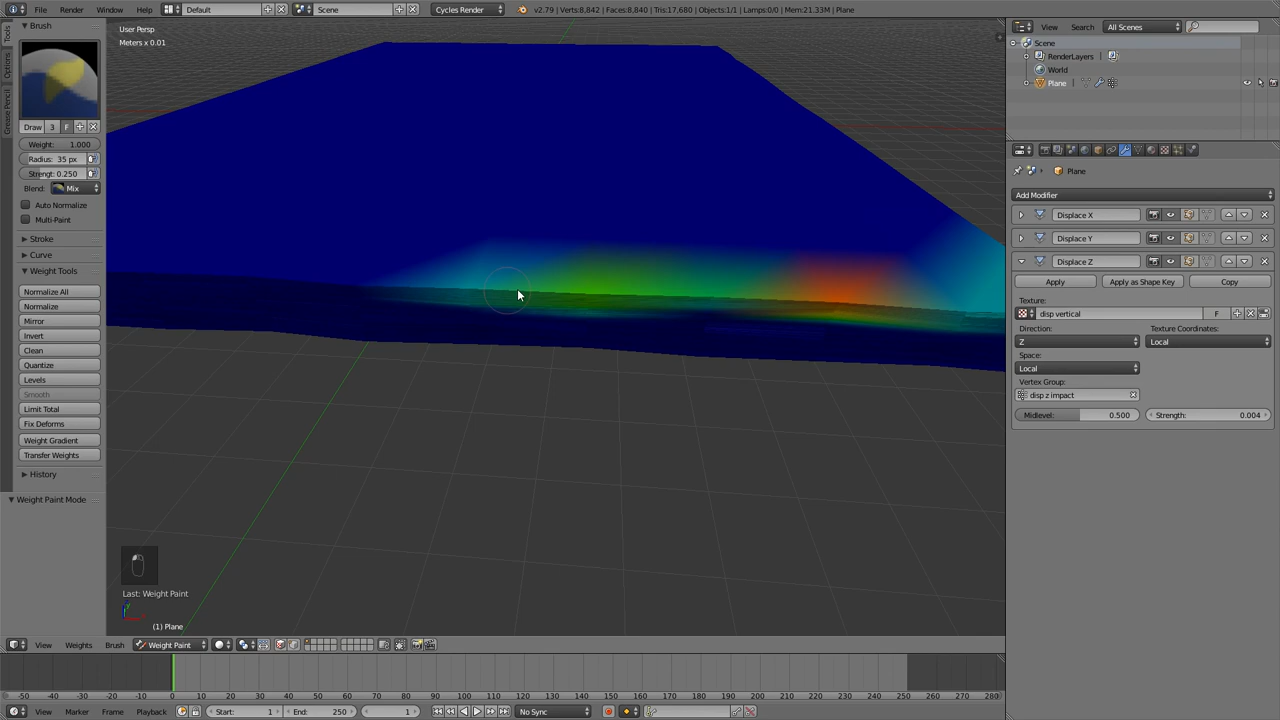 File Render Window Help Default Scene Cycles Render v2.79 | Verts:8,842 | Faces:8,840 | Tris:17,680 | Objects:1/1 | Lamps:0/0 | Mem:21.33M | Plane
Tools
Options
Grease Pencil
Brush
Draw 3 F
Weight: 1.000
Radius: 35 px
Strengt: 0.250
Blend: Mix
Auto Normalize
Multi-Paint
Stroke
Curve
Weight Tools
Normalize All
Normalize
Mirror
Invert
Clean
Quantize
Levels
Smooth
Limit Total
Fix Deforms
Weight Gradient
Transfer Weights
History
Weight Paint Mode
User Persp
Meters x 0.01
Last: Weight Paint
(1) Plane
View Search All Scenes
Scene
RenderLayers
World
Plane
Plane
Add Modifier
Displace X
Displace Y
Displace Z
Apply Apply as Shape Key Copy
Texture:
disp vertical F
Direction: Texture Coordinates:
Z Local
Space:
Local
Vertex Group:
disp z impact
Midlevel: 0.500 Strength: 0.004
View Weights Brush Weight Paint
-50 -40 -30 -20 -10 0 10 20 30 40 50 60 70 80 90 100 110 120 130 140 150 160 170 180 190 200 210 220 230 240 250 260 270 280
View Marker Frame Playback Start: 1 End: 250 1 No Sync